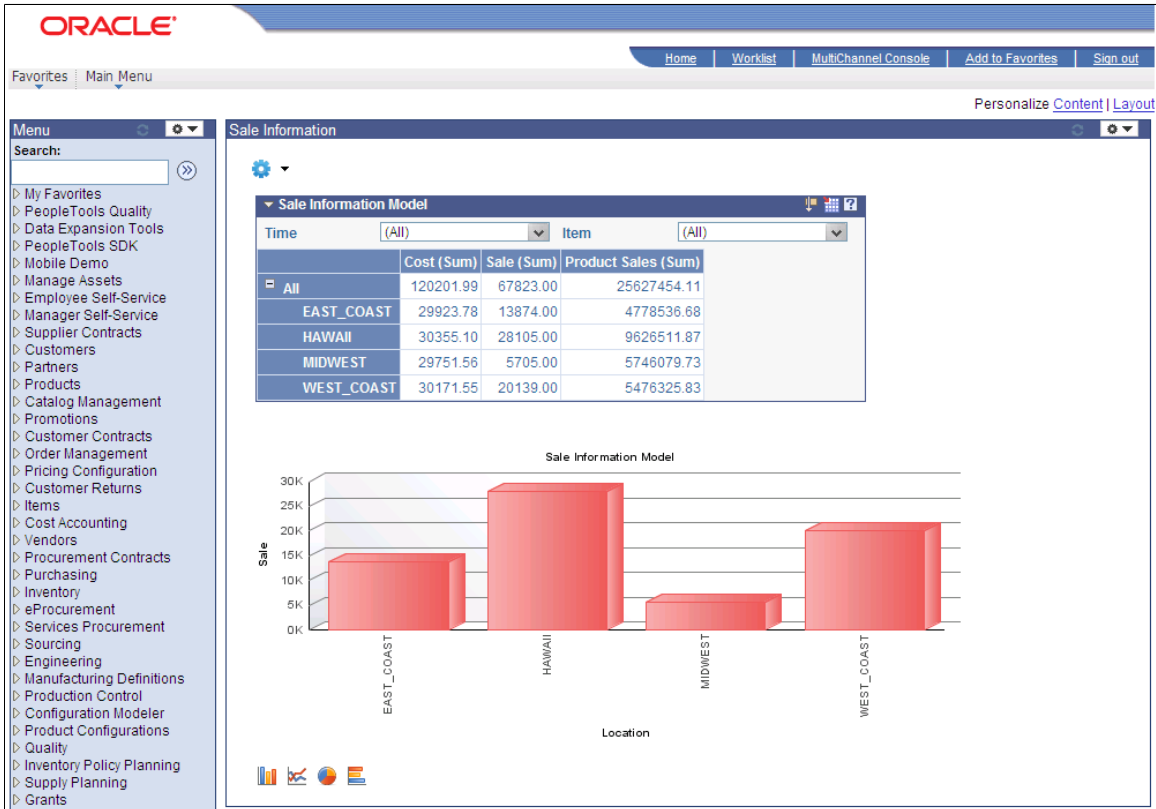 ORACLE
Home Worklist MultiChannel Console Add to Favorites Sign out
Favorites Main Menu
Personalize Content | Layout
Menu
Search:
My Favorites
PeopleTools Quality
Data Expansion Tools
PeopleTools SDK
Mobile Demo
Manage Assets
Employee Self-Service
Manager Self-Service
Supplier Contracts
Customers
Partners
Products
Catalog Management
Promotions
Customer Contracts
Order Management
Pricing Configuration
Customer Returns
Items
Cost Accounting
Vendors
Procurement Contracts
Purchasing
Inventory
eProcurement
Services Procurement
Sourcing
Engineering
Manufacturing Definitions
Production Control
Configuration Modeler
Product Configurations
Quality
Inventory Policy Planning
Supply Planning
Grants
Sale Information
Sale Information Model
Time (All) Item (All)
Cost (Sum) Sale (Sum) Product Sales (Sum)
All 120201.99 67823.00 25627454.11
EAST_COAST 29923.78 13874.00 4778536.68
HAWAII 30355.10 28105.00 9626511.87
MIDWEST 29751.56 5705.00 5746079.73
WEST_COAST 30171.55 20139.00 5476325.83
Sale Information Model
30K
25K
20K
15K
10K
5K
0K
Sale
EAST_COAST
HAWAII
MIDWEST
WEST_COAST
Location